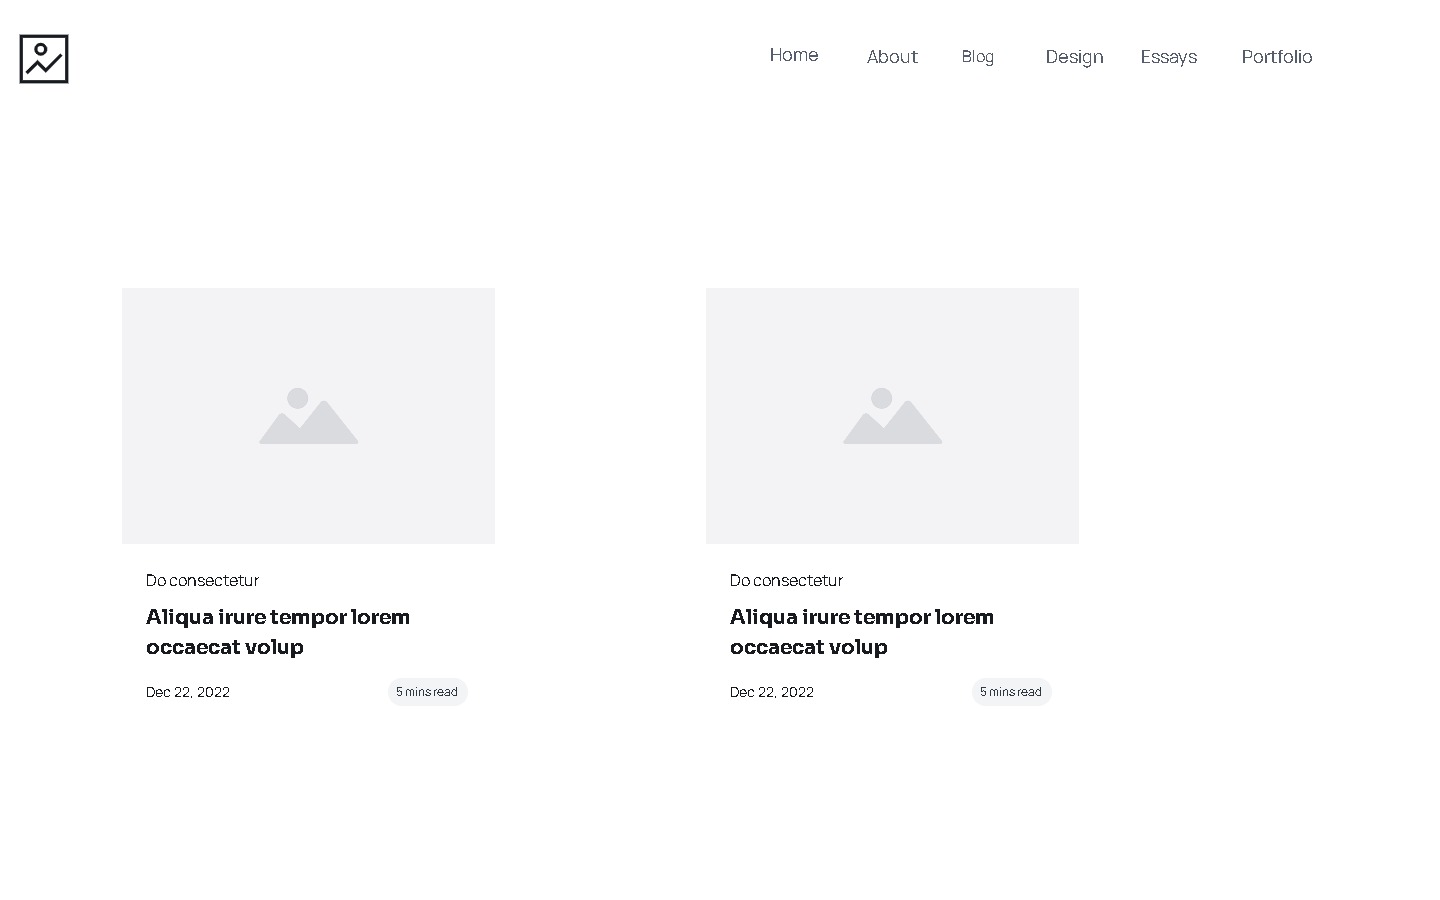 Home About Blog Design Essays Portfolio
Do consectetur
Aliqua irure tempor lorem
occaecat volup
Dec 22, 2022 5 mins read
Do consectetur
Aliqua irure tempor lorem
occaecat volup
Dec 22, 2022 5 mins read